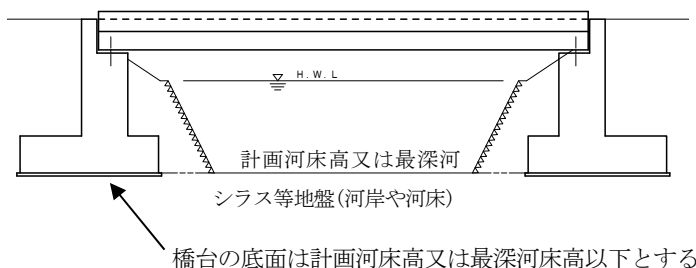 H.W.L
計画河床高又は最深河
シラス等地盤(河岸や河床)
橋台の底面は計画河床高又は最深河床高以下とする